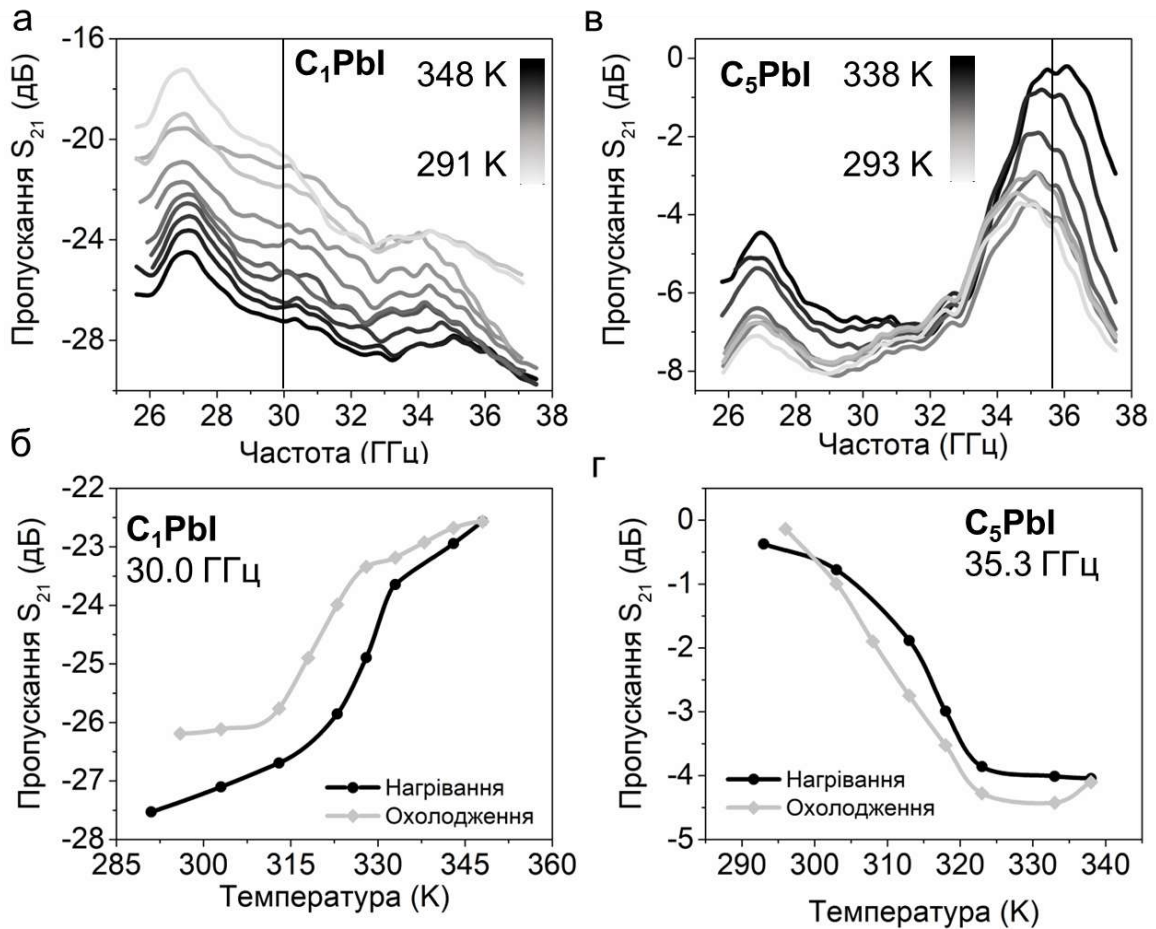 а
Пропускання S₂₁ (дБ)
-16
-20
-24
-28
C₁PbI
348 K
291 K
26 28 30 32 34 36 38
Частота (ГГц)
в
Пропускання S₂₁ (дБ)
0
-2
-4
-6
-8
C₅PbI
338 K
293 K
26 28 30 32 34 36 38
Частота (ГГц)
б
Пропускання S₂₁ (дБ)
-22
-23
-24
-25
-26
-27
-28
C₁PbI
30.0 ГГц
Нагрівання
Охолодження
285 300 315 330 345 360
Температура (К)
г
Пропускання S₂₁ (дБ)
0
-1
-2
-3
-4
-5
C₅PbI
35.3 ГГц
Нагрівання
Охолодження
290 300 310 320 330 340
Температура (К)